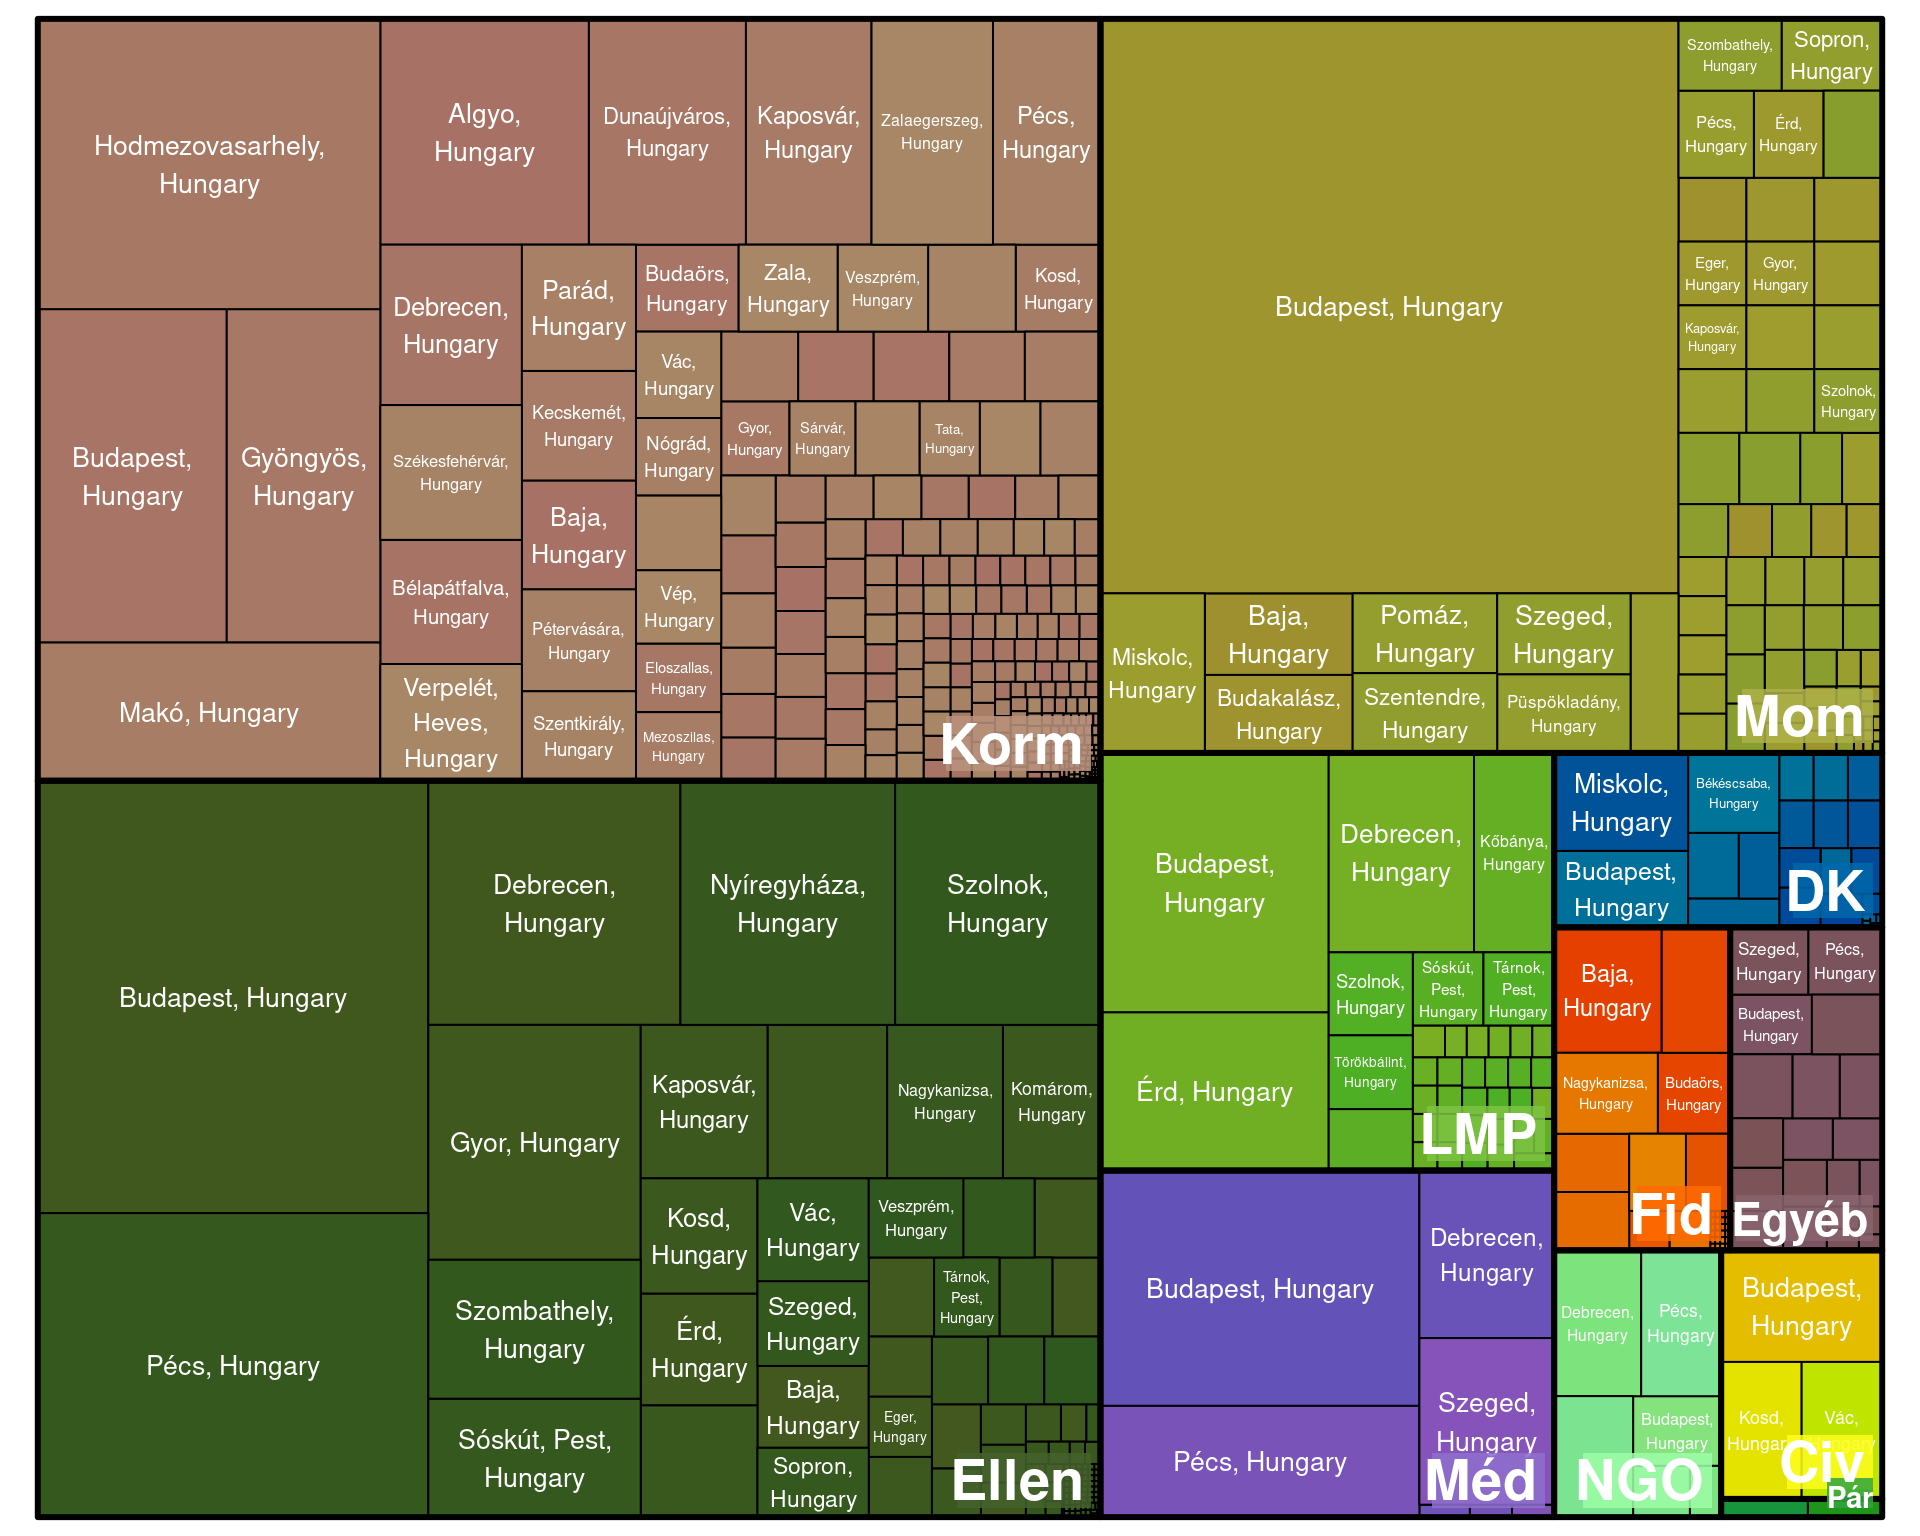 Hodmezovasarhely,
Hungary
Algyo,
Hungary
Dunaújváros,
Hungary
Kaposvár,
Hungary
Zalaegerszeg,
Hungary
Pécs,
Hungary
Budapest,
Hungary
Gyöngyös,
Hungary
Makó, Hungary
Debrecen,
Hungary
Székesfehérvár,
Hungary
Bélapátfalva,
Hungary
Verpelét,
Heves,
Hungary
Parád,
Hungary
Kecskemét,
Hungary
Baja,
Hungary
Pétervására,
Hungary
Szentkirály,
Hungary
Budaörs,
Hungary
Zala,
Hungary
Veszprém,
Hungary
Kosd,
Hungary
Vác,
Hungary
Nógrád,
Hungary
Vép,
Hungary
Eloszallas,
Hungary
Mezoszilas,
Hungary
Gyor,
Hungary
Sárvár,
Hungary
Tata,
Hungary
Korm
Budapest, Hungary
Szombathely,
Hungary
Sopron,
Hungary
Pécs,
Hungary
Érd,
Hungary
Eger,
Hungary
Gyor,
Hungary
Kaposvár,
Hungary
Szolnok,
Hungary
Miskolc,
Hungary
Baja,
Hungary
Budakalász,
Hungary
Pomáz,
Hungary
Szentendre,
Hungary
Szeged,
Hungary
Püspökladány,
Hungary
Mom
Budapest, Hungary
Pécs, Hungary
Debrecen,
Hungary
Nyíregyháza,
Hungary
Szolnok,
Hungary
Gyor, Hungary
Szombathely,
Hungary
Sóskút, Pest,
Hungary
Kaposvár,
Hungary
Nagykanizsa,
Hungary
Komárom,
Hungary
Kosd,
Hungary
Érd,
Hungary
Vác,
Hungary
Szeged,
Hungary
Baja,
Hungary
Sopron,
Hungary
Veszprém,
Hungary
Tárnok,
Pest,
Hungary
Eger,
Hungary
Ellen
Budapest,
Hungary
Érd, Hungary
Debrecen,
Hungary
Kőbánya,
Hungary
Szolnok,
Hungary
Sóskút,
Pest,
Hungary
Tárnok,
Pest,
Hungary
Törökbálint,
Hungary
LMP
Miskolc,
Hungary
Budapest,
Hungary
Békéscsaba,
Hungary
DK
Baja,
Hungary
Nagykanizsa,
Hungary
Budaörs,
Hungary
Fid
Szeged,
Hungary
Pécs,
Hungary
Budapest,
Hungary
Egyéb
Budapest, Hungary
Pécs, Hungary
Debrecen,
Hungary
Szeged,
Hungary
Méd
Debrecen,
Hungary
Pécs,
Hungary
Budapest,
Hungary
NGO
Budapest,
Hungary
Kosd,
Hungary
Vác,
Hungary
Civ
Pár